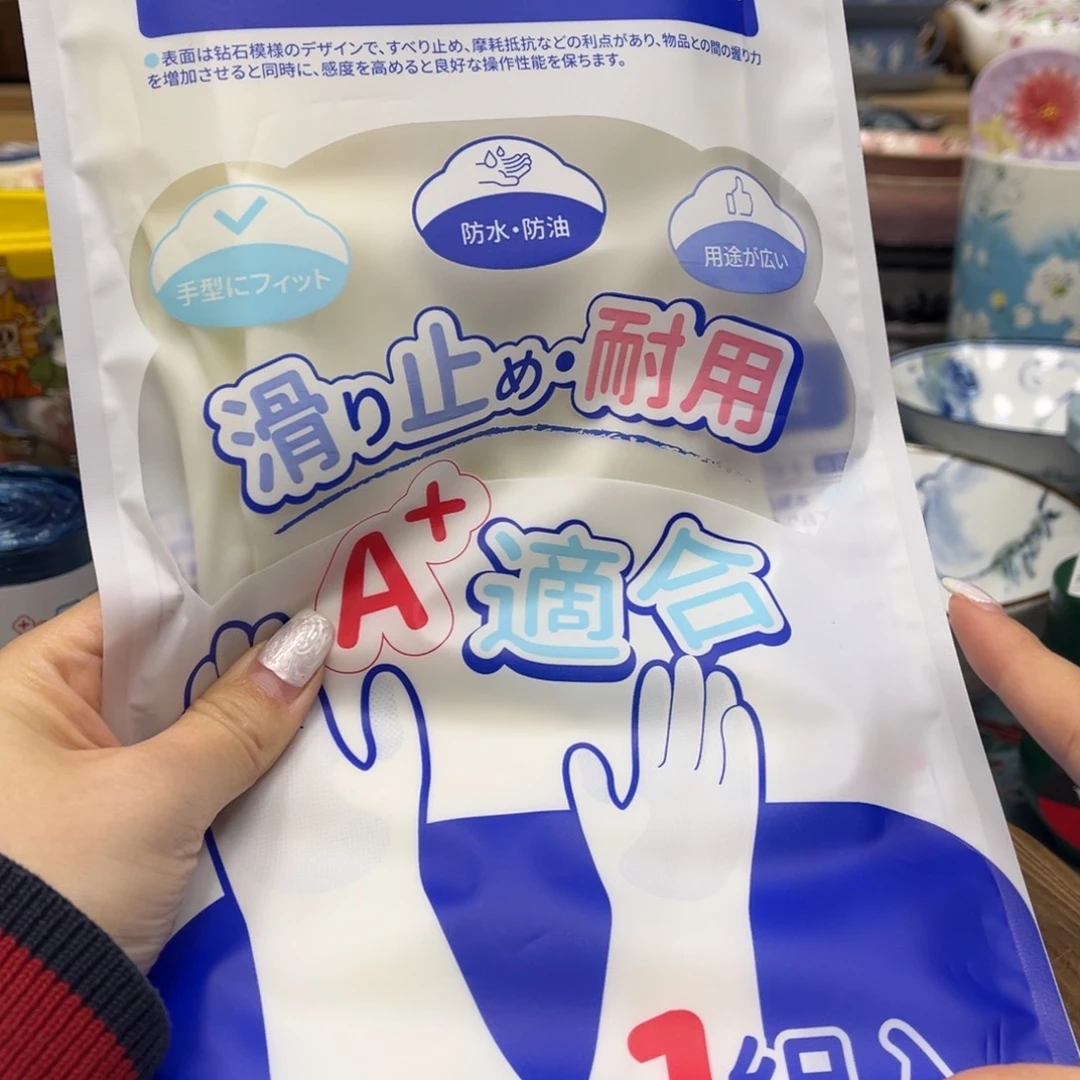 ●表面は钻石模様のデザインで、すべり止め、摩耗抵抗などの利点があり、物品との間の握り力
を増加させると同時に、感度を高めると良好な操作性能を保ちます。
手型にフィット
防水・防油
用途が広い
滑り止め・耐用
A+適合
1組入